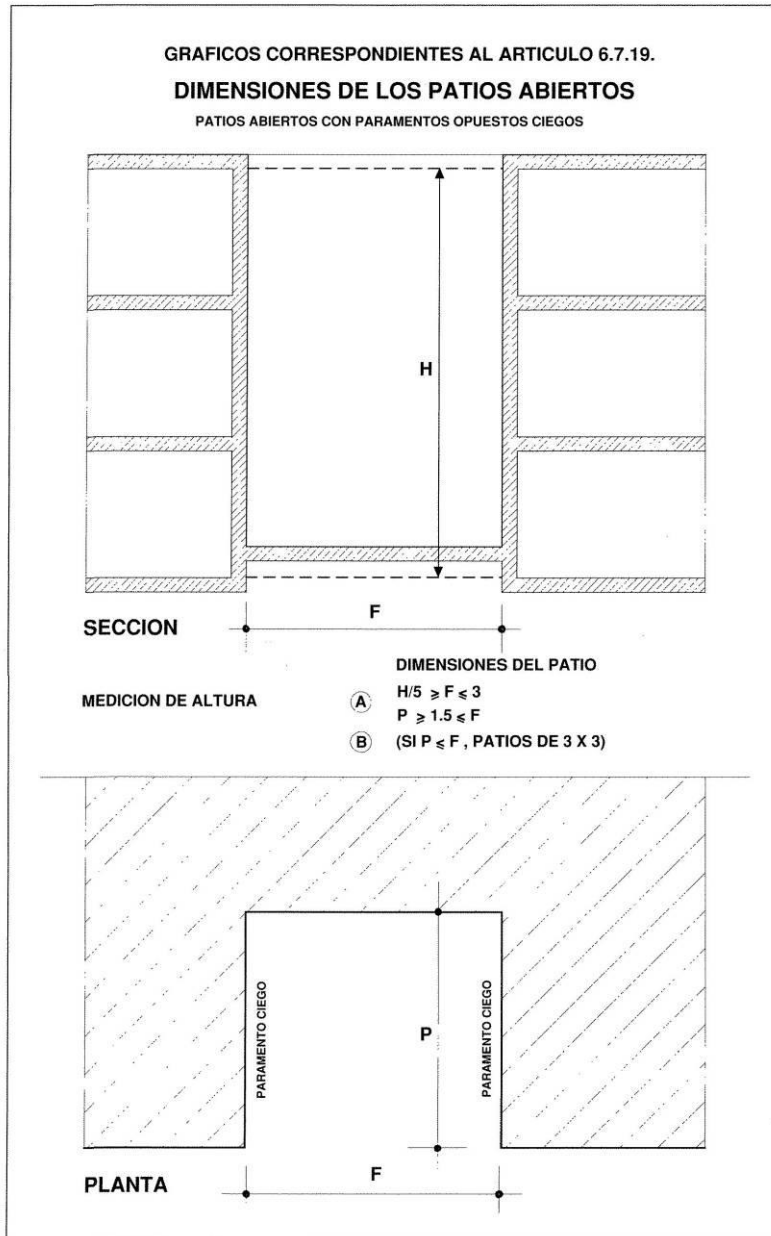 GRAFICOS CORRESPONDIENTES AL ARTICULO 6.7.19.
DIMENSIONES DE LOS PATIOS ABIERTOS
PATIOS ABIERTOS CON PARAMENTOS OPUESTOS CIEGOS
H
F
SECCION
DIMENSIONES DEL PATIO
MEDICION DE ALTURA
A H/5 ⩾ F ⩽ 3
P ⩾ 1.5 ⩽ F
B (SI P ⩽ F , PATIOS DE 3 X 3)
PARAMENTO CIEGO
P
PARAMENTO CIEGO
F
PLANTA